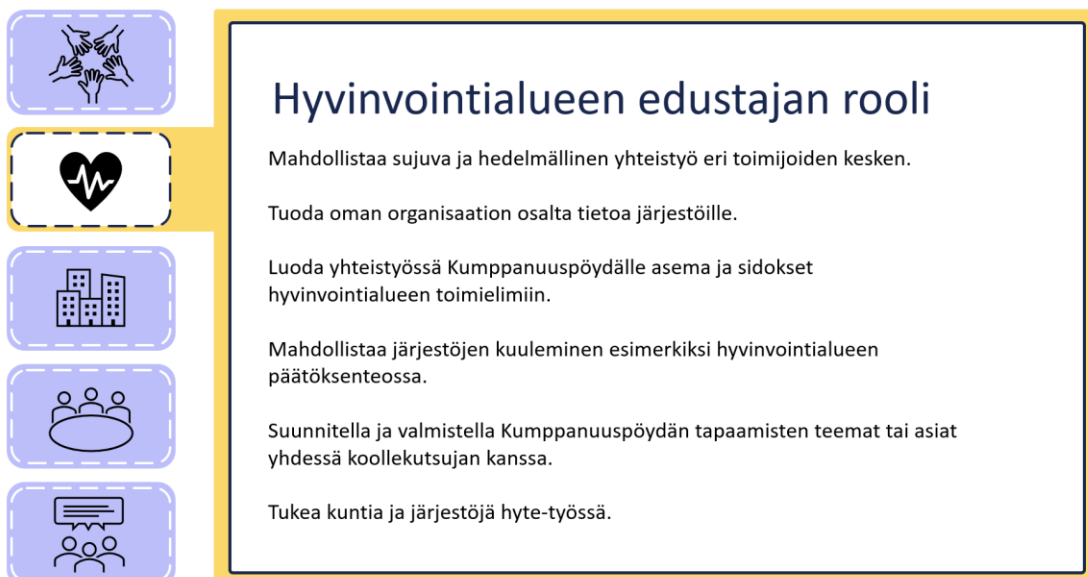 Hyvinvointialueen edustajan rooli
Mahdollistaa sujuva ja hedelmällinen yhteistyö eri toimijoiden kesken.
Tuoda oman organisaation osalta tietoa järjestöille.
Luoda yhteistyössä Kumppanuuspöydälle asema ja sidokset
hyvinvointialueen toimielimiin.
Mahdollistaa järjestöjen kuuleminen esimerkiksi hyvinvointialueen
päätöksenteossa.
Suunnitella ja valmistella Kumppanuuspöydän tapaamisten teemat tai asiat
yhdessä koollekutsujan kanssa.
Tukea kuntia ja järjestöjä hyte-työssä.